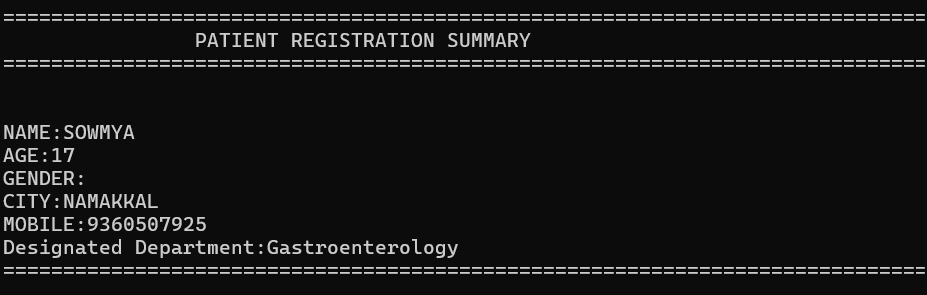 =============================================================================
PATIENT REGISTRATION SUMMARY
=============================================================================
NAME:SOWMYA
AGE:17
GENDER:
CITY:NAMAKKAL
MOBILE:9360507925
Designated Department:Gastroenterology
=============================================================================